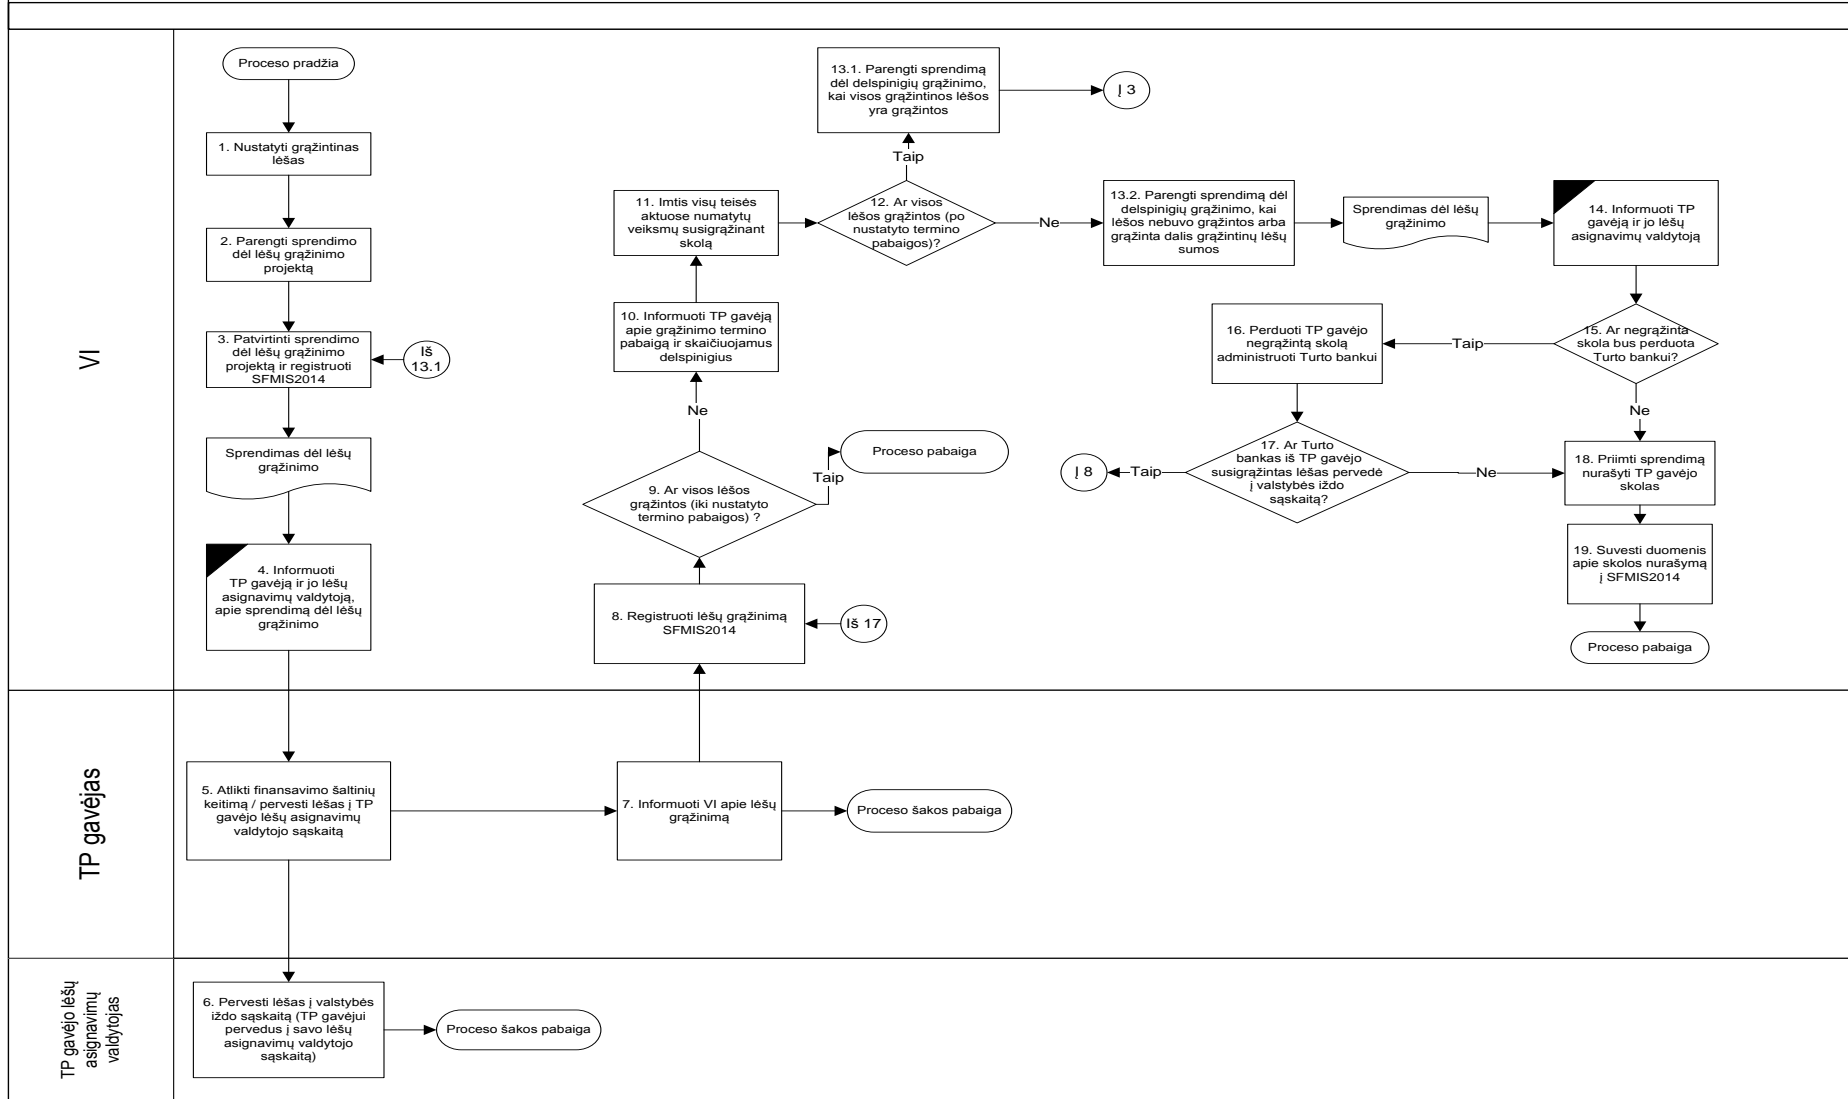 VI
Proceso pradžia
1. Nustatyti grąžintinas
lėšas
2. Parengti sprendimo
dėl lėšų grąžinimo
projektą
3. Patvirtinti sprendimo
dėl lėšų grąžinimo
projektą ir registruoti
SFMIS2014
Iš
13.1
Sprendimas dėl lėšų
grąžinimo
4. Informuoti
TP gavėją ir jo lėšų
asignavimų valdytoją,
apie sprendimą dėl lėšų
grąžinimo
13.1. Parengti sprendimą
dėl delspinigių grąžinimo,
kai visos grąžintinos lėšos
yra grąžintos
Į 3
Taip
11. Imtis visų teisės
aktuose numatytų
veiksmų susigrąžinant
skolą
12. Ar visos
lėšos grąžintos (po
nustatyto termino
pabaigos)?
Ne
13.2. Parengti sprendimą dėl
delspinigių grąžinimo, kai
lėšos nebuvo grąžintos arba
grąžinta dalis grąžintinų lėšų
sumos
Sprendimas dėl lėšų
grąžinimo
14. Informuoti TP
gavėją ir jo lėšų
asignavimų valdytoją
10. Informuoti TP gavėją
apie grąžinimo termino
pabaigą ir skaičiuojamus
delspinigius
Ne
9. Ar visos lėšos
grąžintos (iki nustatyto
termino pabaigos) ?
Taip
Proceso pabaiga
8. Registruoti lėšų grąžinimą
SFMIS2014
Iš 17
15. Ar negrąžinta
skola bus perduota
Turto bankui?
Taip
Ne
16. Perduoti TP gavėjo
negrąžintą skolą
administruoti Turto bankui
17. Ar Turto
bankas iš TP gavėjo
susigrąžintas lėšas pervedė
į valstybės iždo
sąskaitą?
Taip
Į 8
Ne
18. Priimti sprendimą
nurašyti TP gavėjo
skolas
19. Suvesti duomenis
apie skolos nurašymą
į SFMIS2014
Proceso pabaiga
TP gavėjas
5. Atlikti finansavimo šaltinių
keitimą / pervesti lėšas į TP
gavėjo lėšų asignavimų
valdytojo sąskaitą
7. Informuoti VI apie lėšų
grąžinimą
Proceso šakos pabaiga
TP gavėjo lėšų
asignavimų
valdytojas
6. Pervesti lėšas į valstybės
iždo sąskaitą (TP gavėjui
pervedus į savo lėšų
asignavimų valdytojo
sąskaitą)
Proceso šakos pabaiga